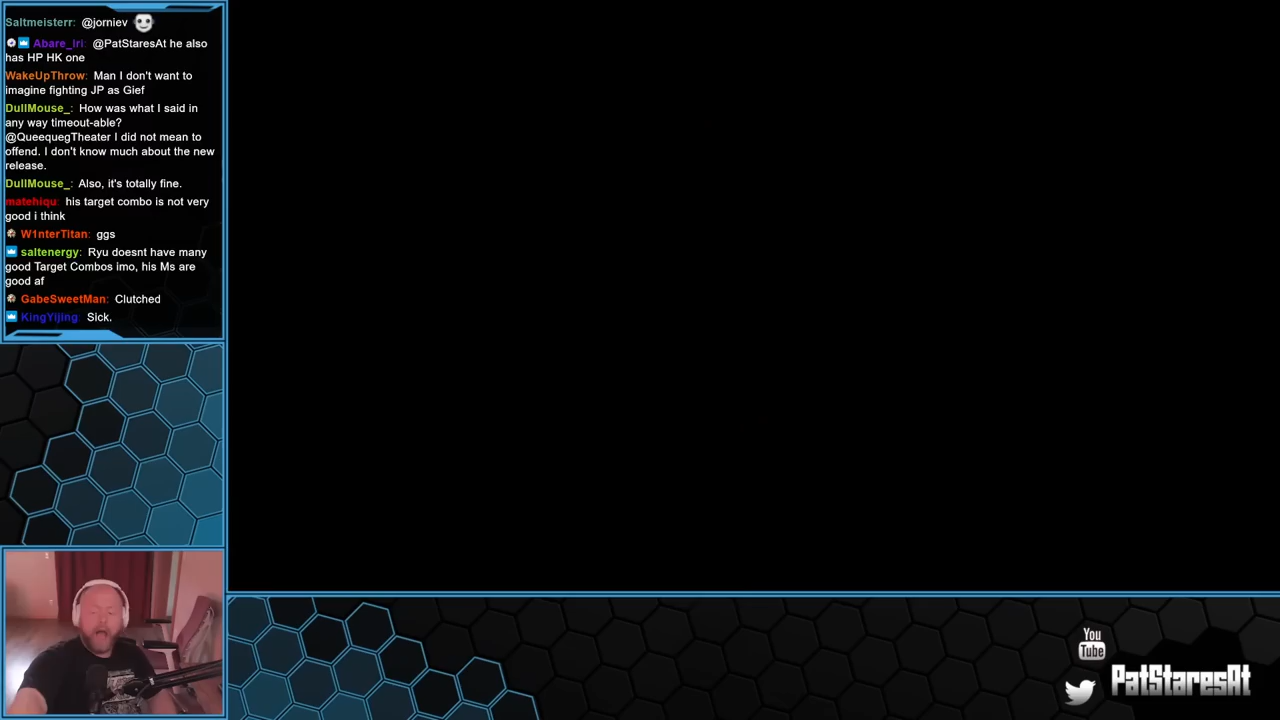 Saltmeisterr: @jorniev
Abare_Iri: @PatStaresAt he also
has HP HK one
WakeUpThrow: Man I don't want to
imagine fighting JP as Gief
DullMouse_: How was what I said in
any way timeout-able?
@QueequegTheater I did not mean to
offend. I don't know much about the new
release.
DullMouse_: Also, it's totally fine.
matehiqu: his target combo is not very
good i think
W1nterTitan: ggs
saltenergy: Ryu doesnt have many
good Target Combos imo, his Ms are
good af
GabeSweetMan: Clutched
KingYijing: Sick.
You
Tube
PatStaresAt